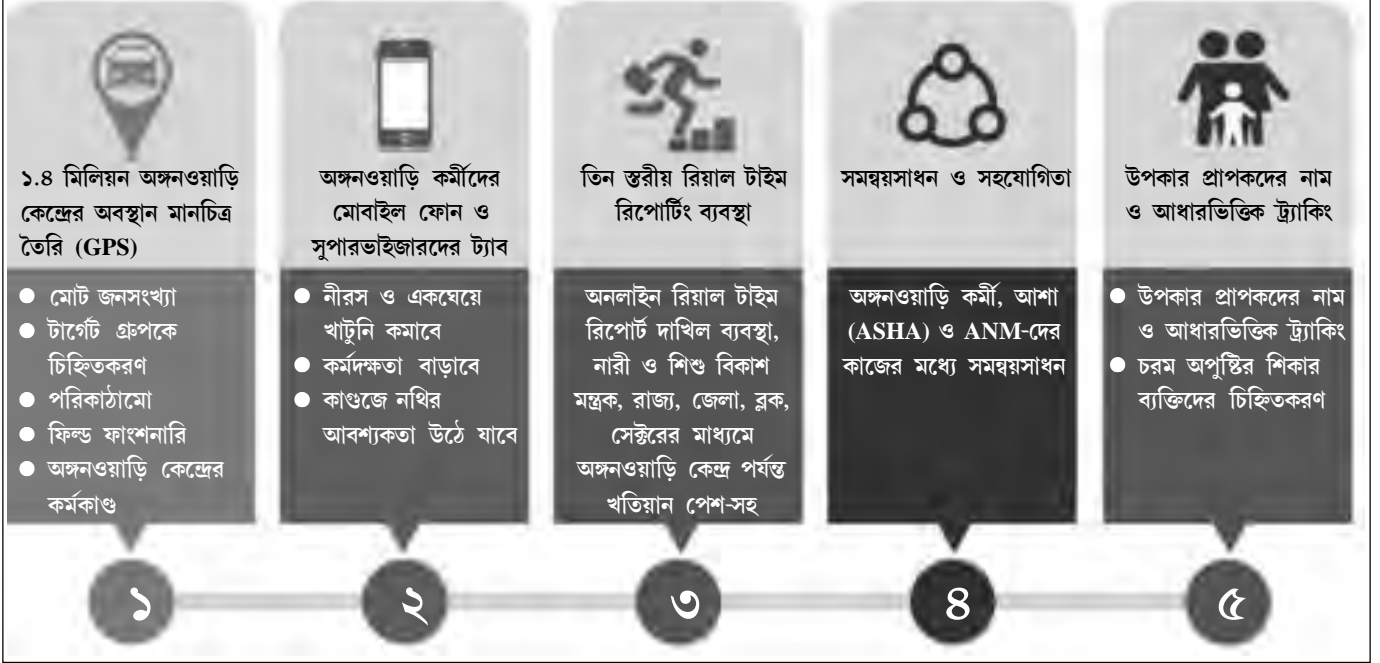 ১.৪ মিলিয়ন অঙ্গনওয়াড়ি
কেন্দ্রের অবস্থান মানচিত্র
তৈরি (GPS)
মোট জনসংখ্যা
টার্গেট গ্রুপকে
চিহ্নিতকরণ
পরিকাঠামো
ফিল্ড ফাংশনারি
অঙ্গনওয়াড়ি কেন্দ্রের
কর্মকাণ্ড
১
অঙ্গনওয়াড়ি কর্মীদের
মোবাইল ফোন ও
সুপারভাইজারদের ট্যাব
নীরস ও একঘেয়ে
খাটুনি কমাবে
কর্মদক্ষতা বাড়াবে
কাগুজে নথির
আবশ্যকতা উঠে যাবে
২
তিন স্তরীয় রিয়াল টাইম
রিপোর্টিং ব্যবস্থা
অনলাইন রিয়াল টাইম
রিপোর্ট দাখিল ব্যবস্থা,
নারী ও শিশু বিকাশ
মন্ত্রক, রাজ্য, জেলা, ব্লক,
সেক্টরের মাধ্যমে
অঙ্গনওয়াড়ি কেন্দ্র পর্যন্ত
খতিয়ান পেশ-সহ
৩
সমন্বয়সাধন ও সহযোগিতা
অঙ্গনওয়াড়ি কর্মী, আশা
(ASHA) ও ANM-দের
কাজের মধ্যে সমন্বয়সাধন
৪
উপকার প্রাপকদের নাম
ও আধারভিত্তিক ট্র্যাকিং
উপকার প্রাপকদের নাম
ও আধারভিত্তিক ট্র্যাকিং
চরম অপুষ্টির শিকার
ব্যক্তিদের চিহ্নিতকরণ
৫